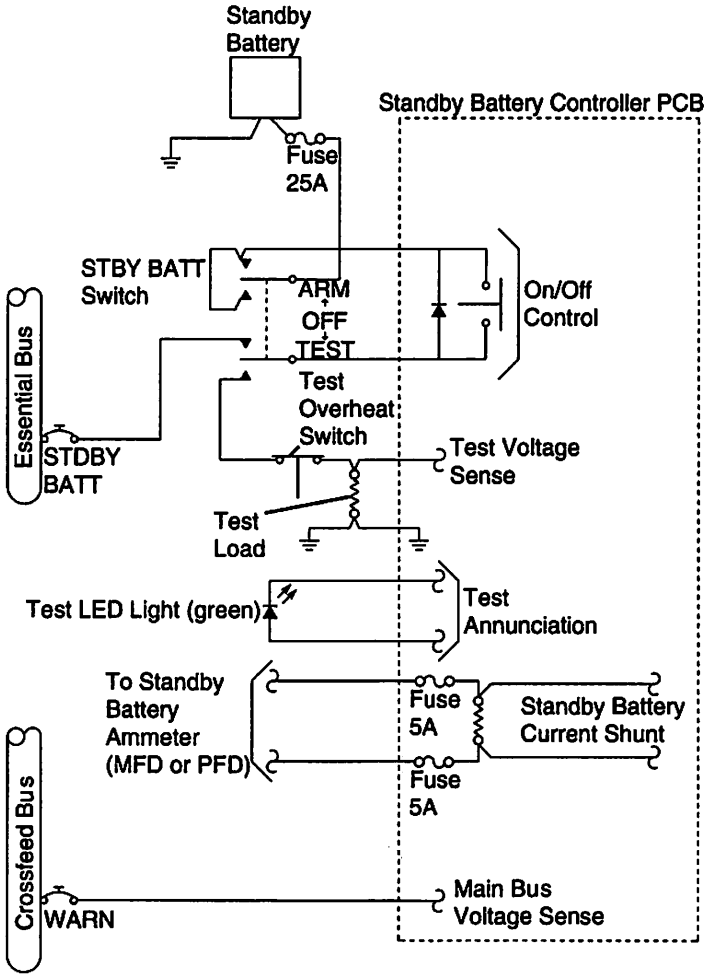 Standby
Battery
Standby Battery Controller PCB
Fuse
25A
STBY BATT
Switch
ARM
OFF
TEST
On/Off
Control
Essential Bus
STDBY
BATT
Test
Overheat
Switch
Test Voltage
Sense
Test
Load
Test LED Light (green)
Test
Annunciation
To Standby
Battery
Ammeter
(MFD or PFD)
Fuse
5A
Standby Battery
Current Shunt
Fuse
5A
Crossfeed Bus
WARN
Main Bus
Voltage Sense